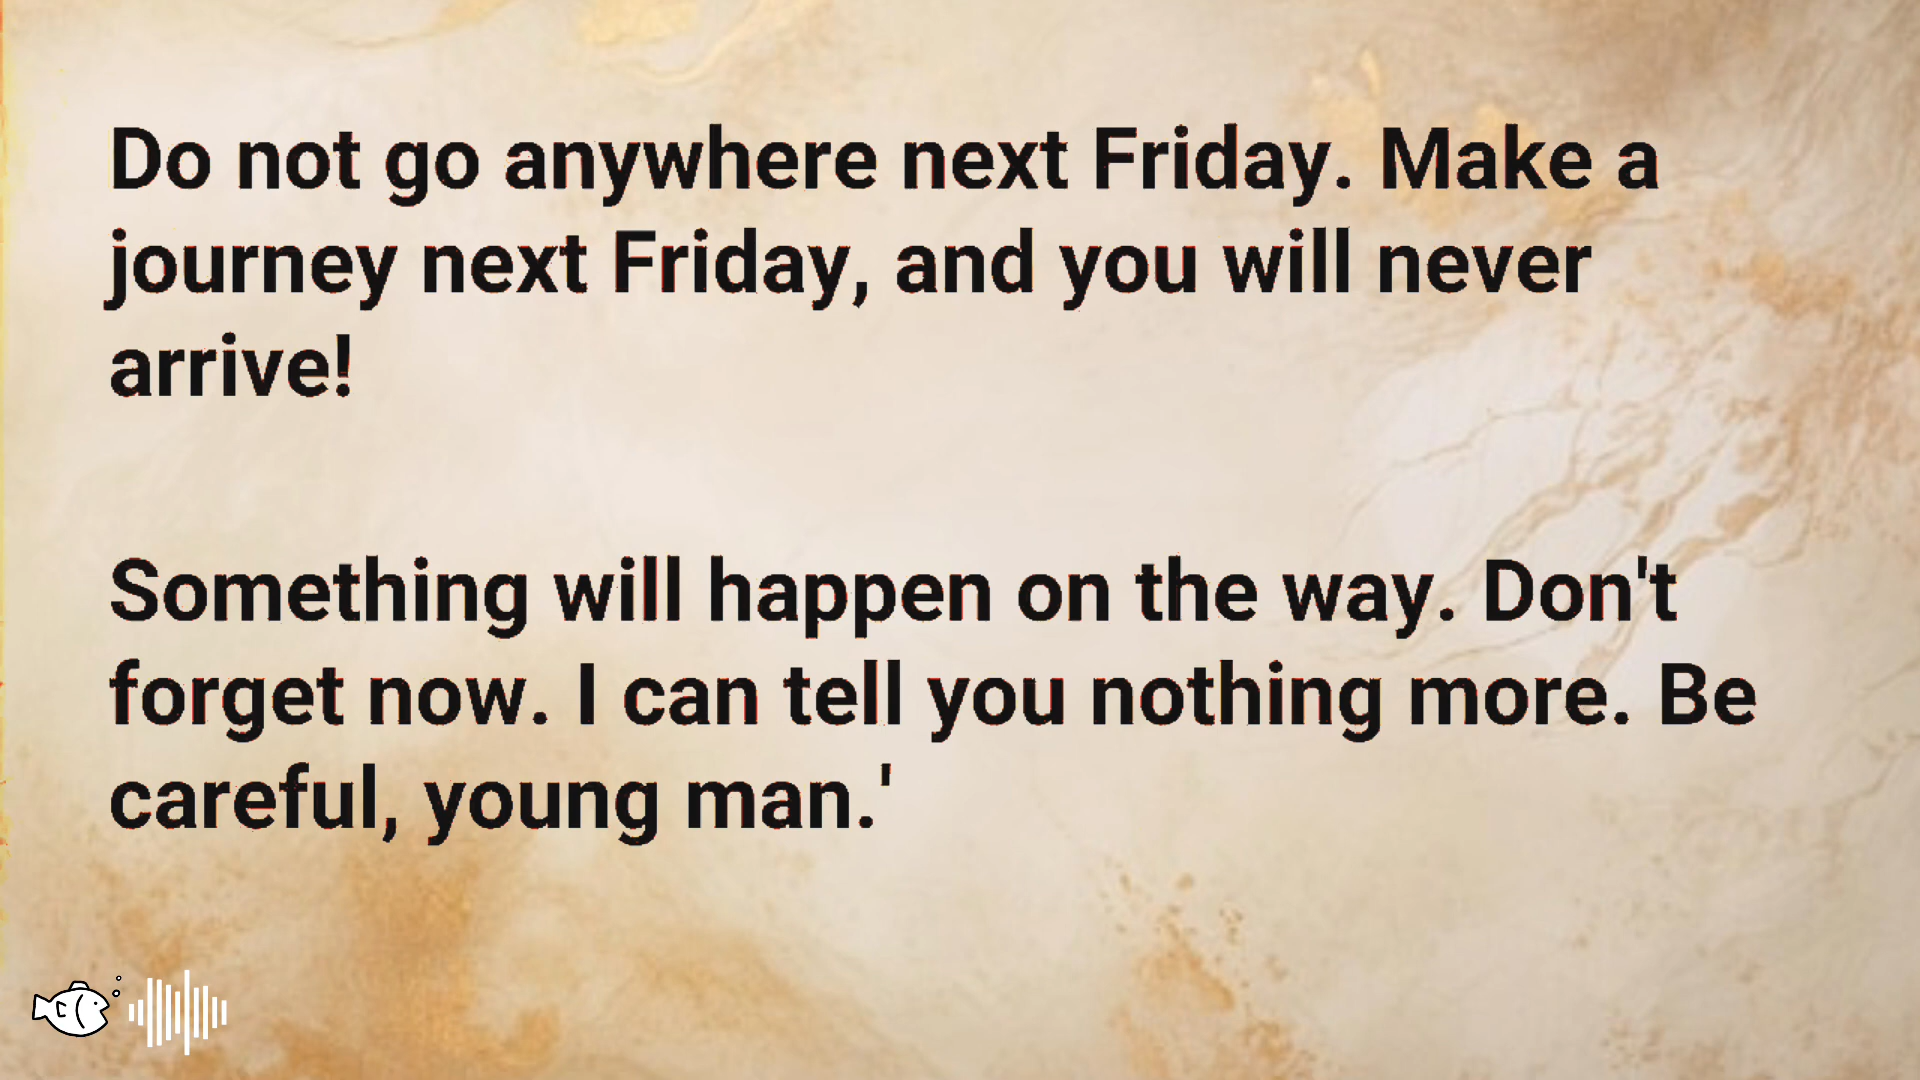 Do not go anywhere next Friday. Make a
journey next Friday, and you will never
arrive!
Something will happen on the way. Don't
forget now. I can tell you nothing more. Be
careful, young man.'